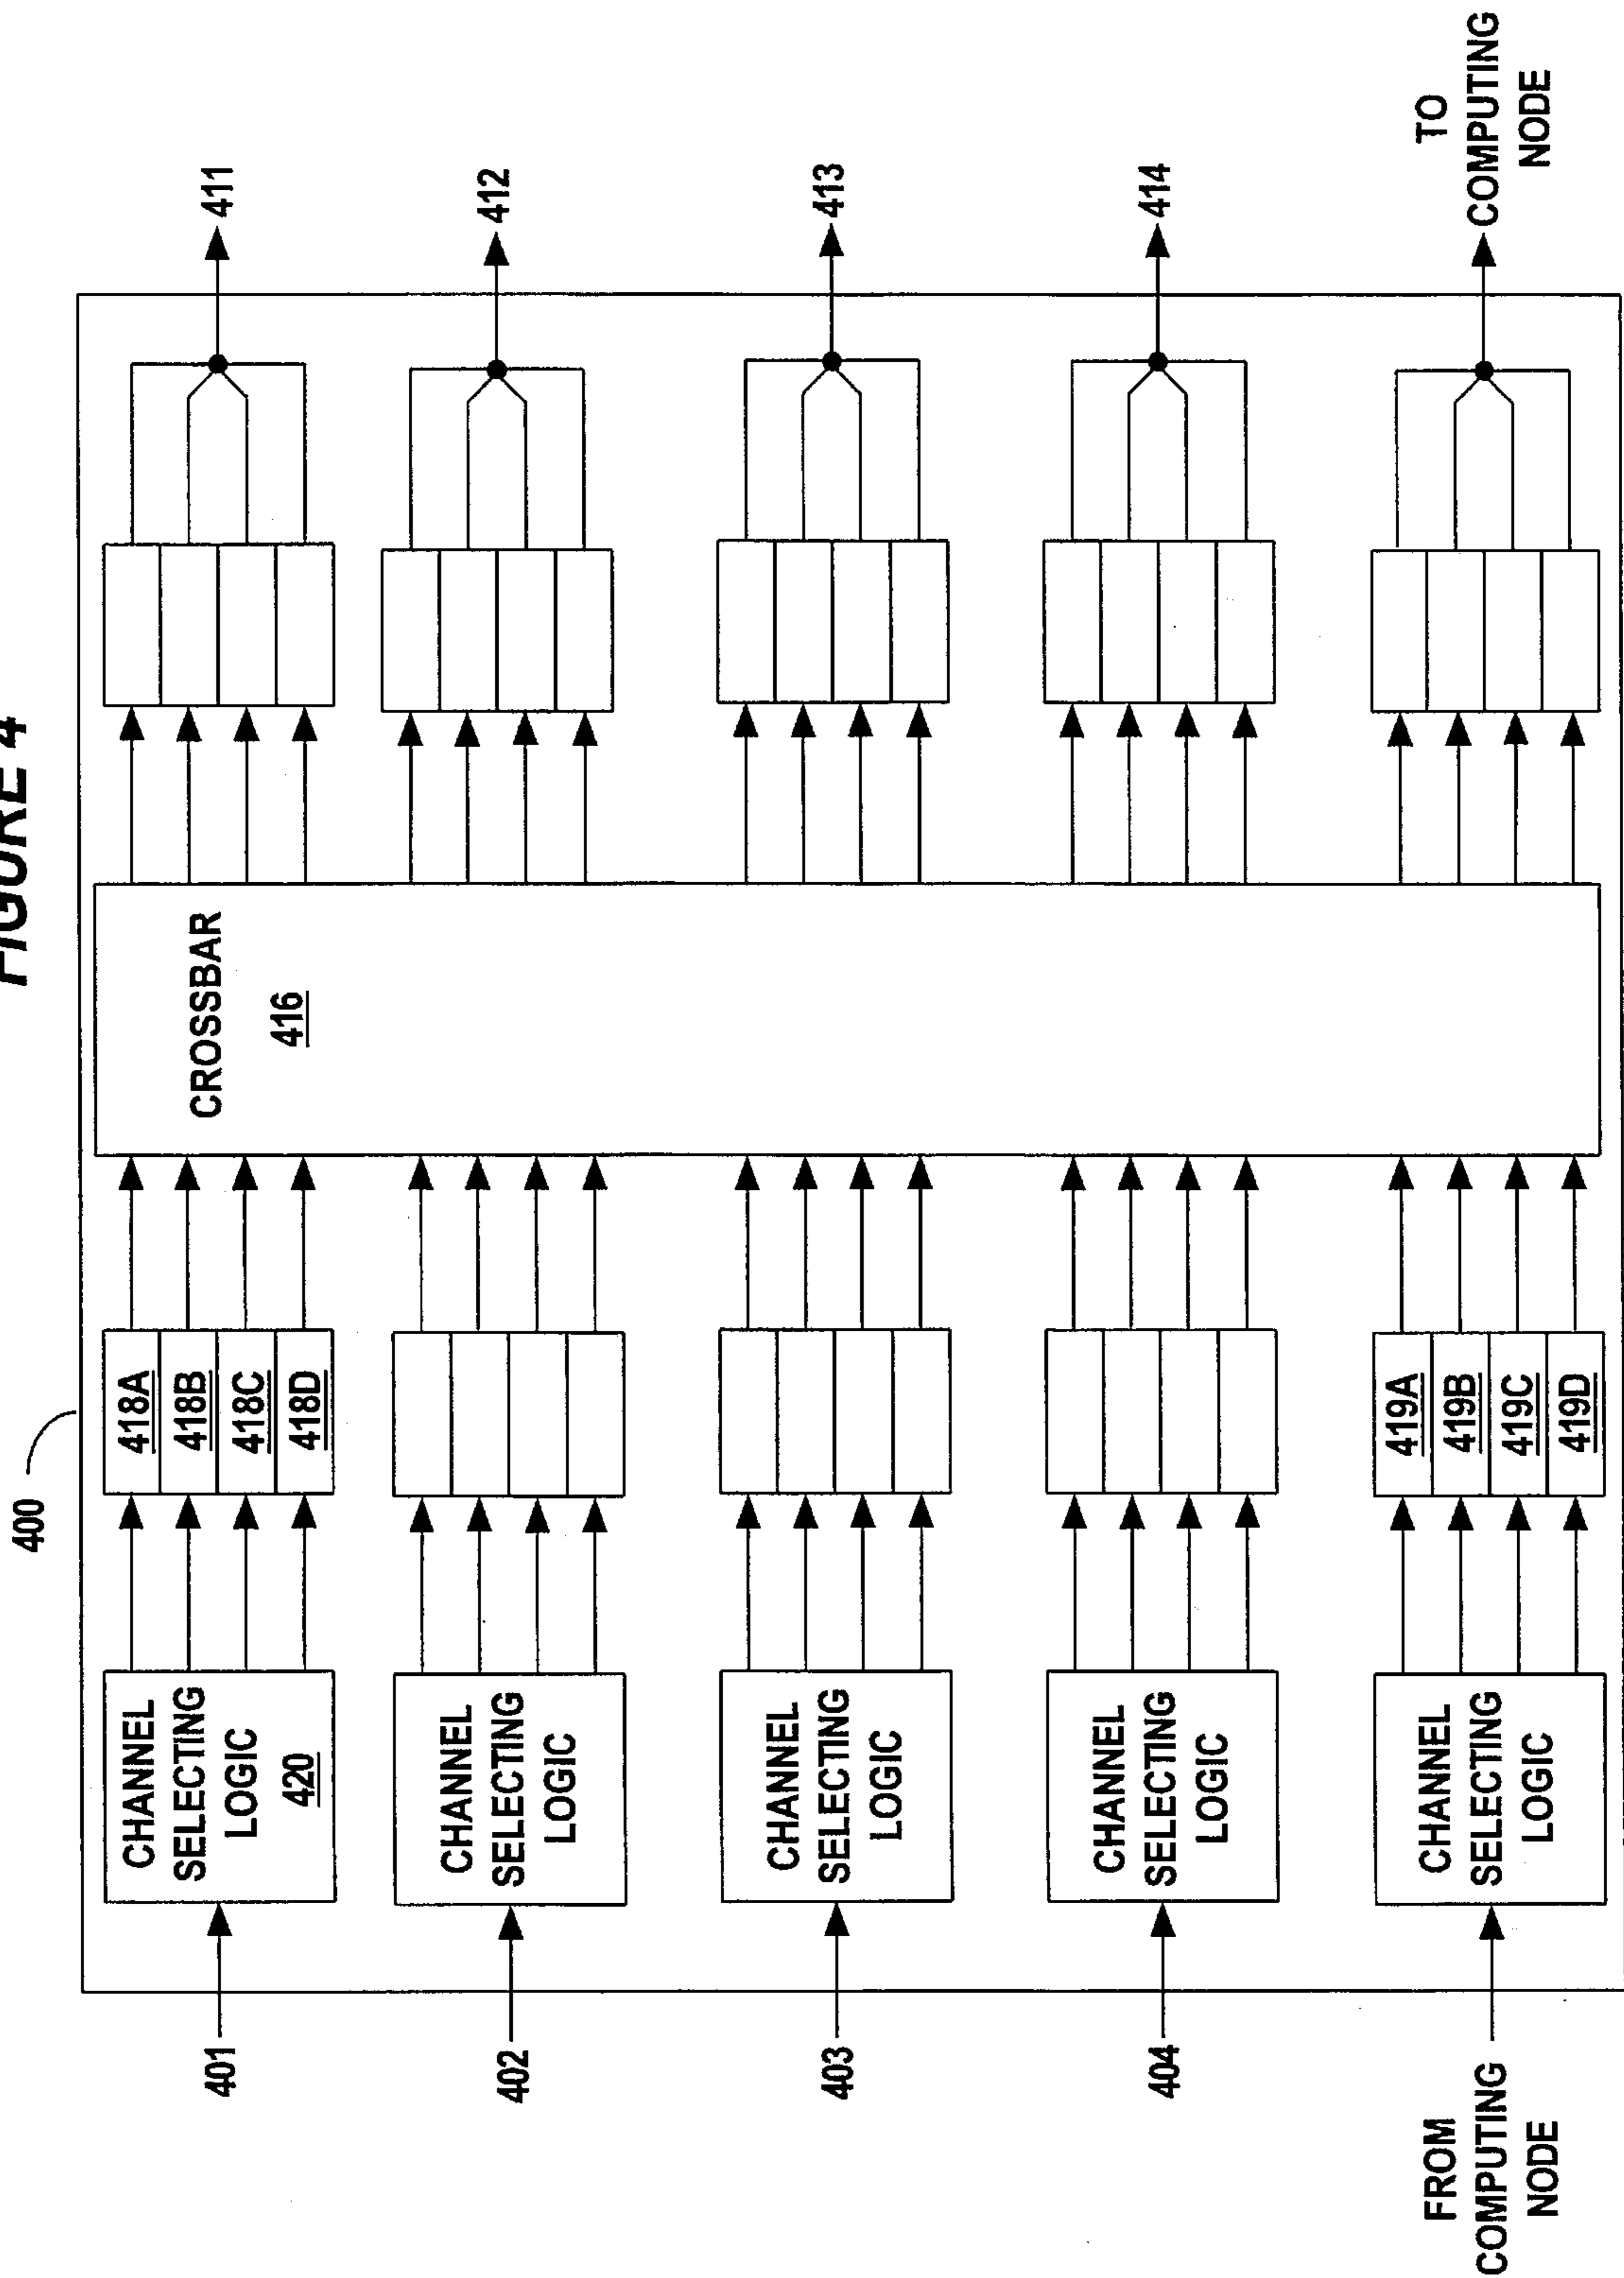 FIGURE 4
400
401
CHANNEL
SELECTING
LOGIC
420
418A
418B
418C
418D
CROSSBAR
416
411
402
CHANNEL
SELECTING
LOGIC
412
403
CHANNEL
SELECTING
LOGIC
413
404
CHANNEL
SELECTING
LOGIC
414
FROM
COMPUTING
NODE
CHANNEL
SELECTING
LOGIC
419A
419B
419C
419D
TO
COMPUTING
NODE